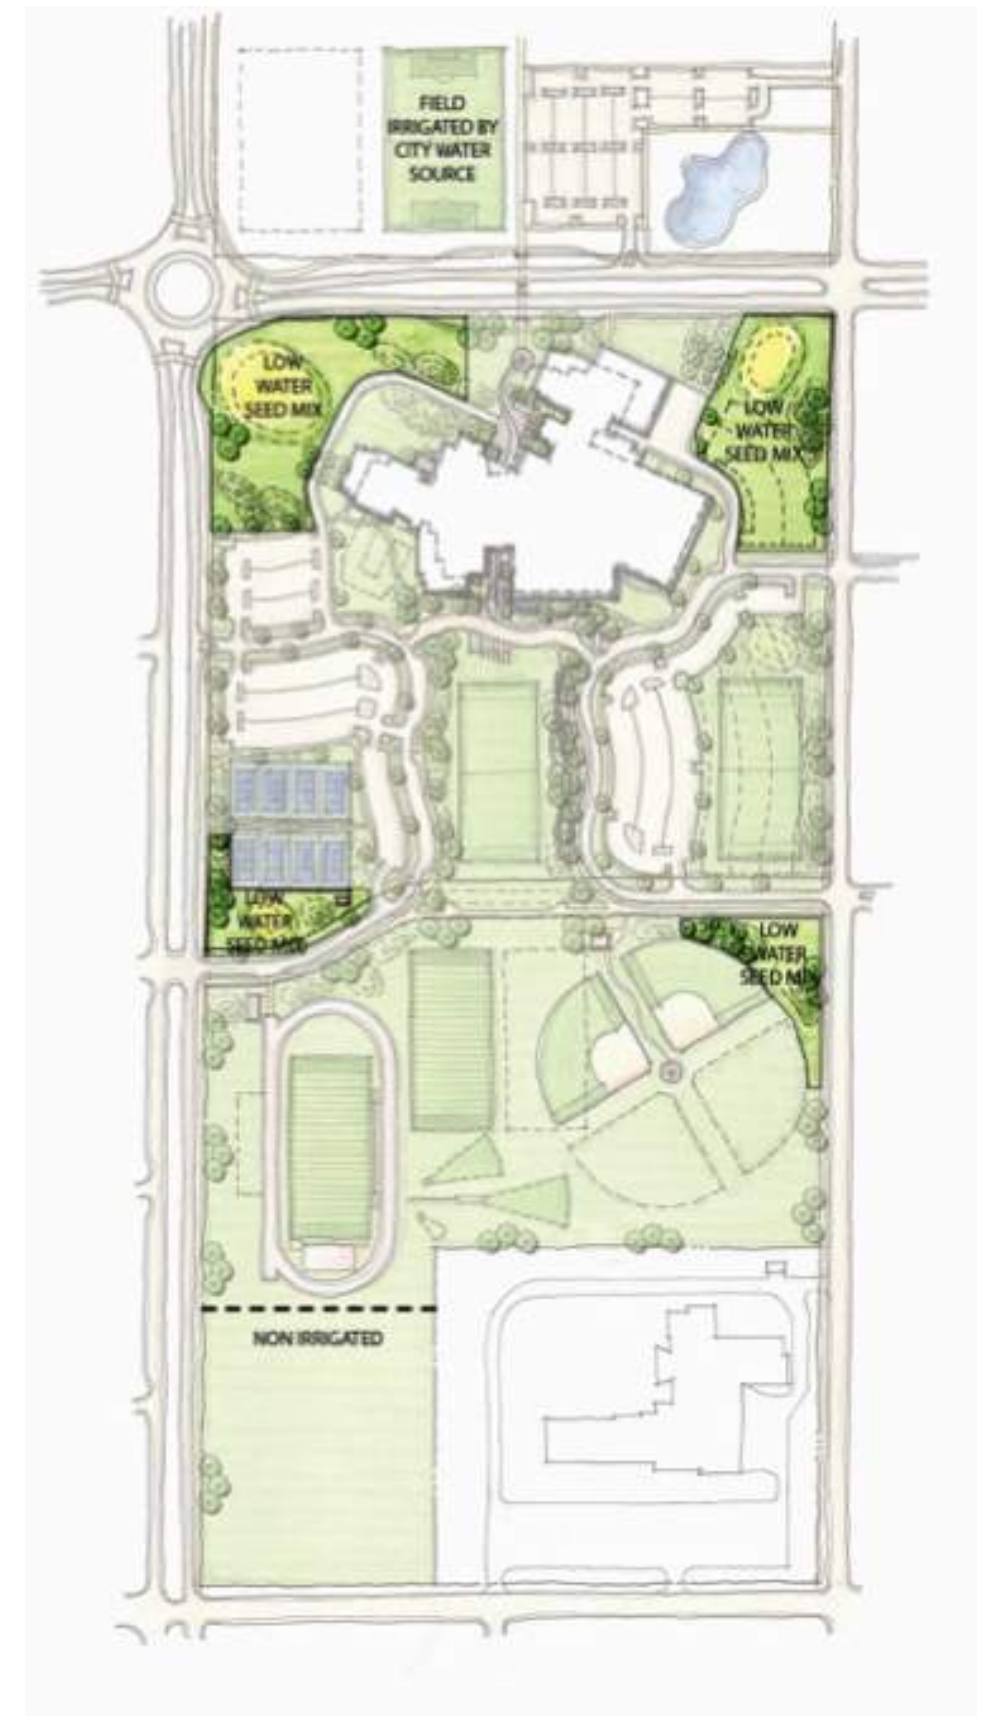 FIELD
IRRIGATED BY
CITY WATER
SOURCE
LOW
WATER
SEED MIX
LOW
WATER
SEED MIX
LOW
WATER
SEED MIX
LOW
WATER
SEED MIX
NON IRRIGATED